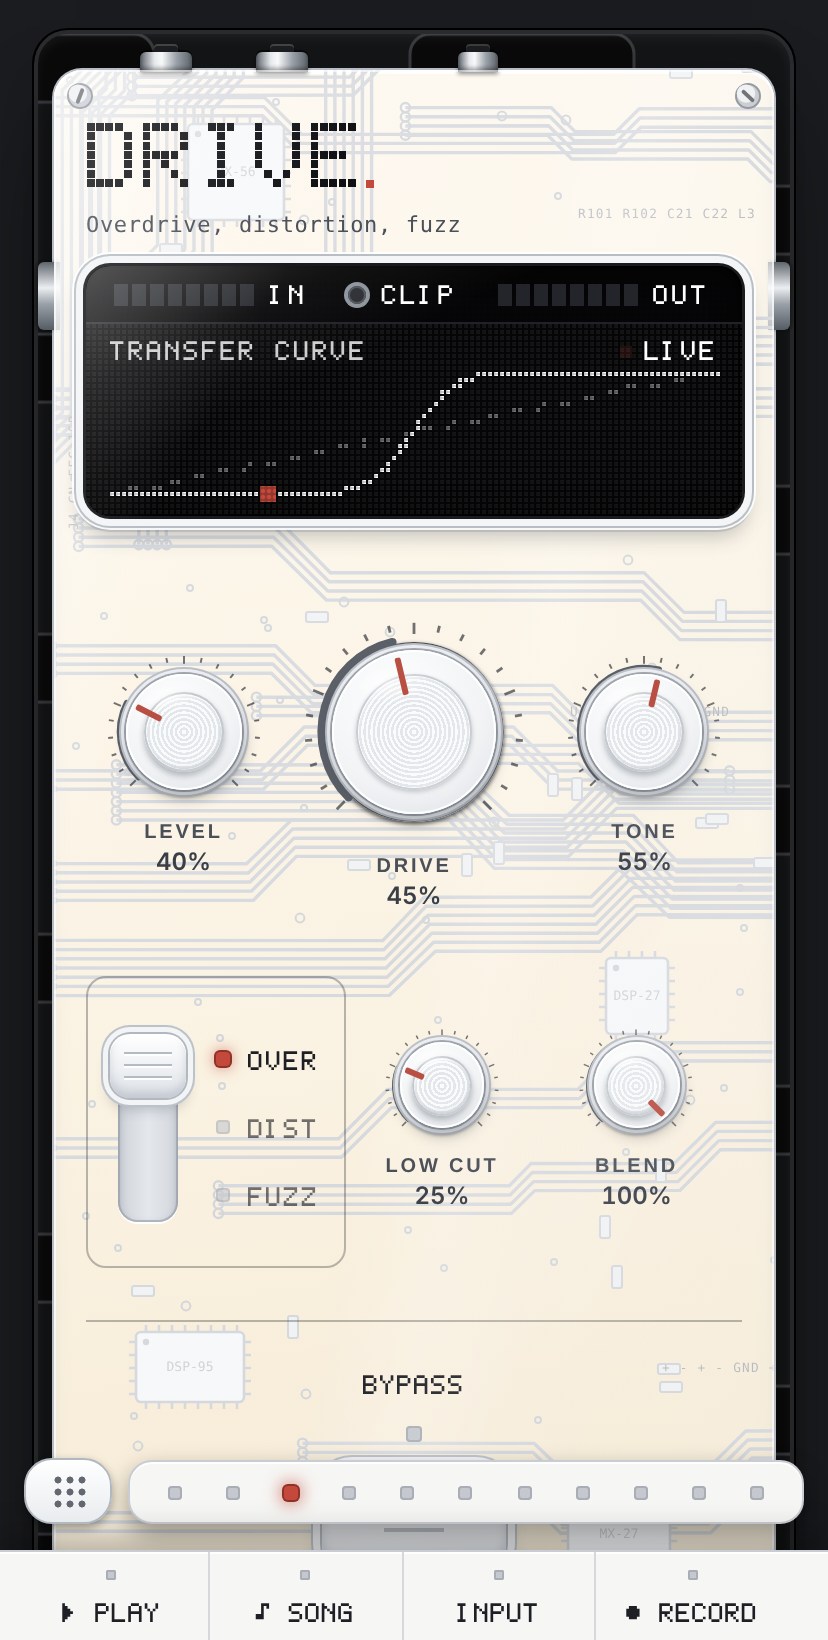 DRIVE.
Overdrive, distortion, fuzz
R101 R102 C21 C22 L3
IN CLIP OUT
TRANSFER CURVE LIVE
GND
LEVEL
40%
DRIVE
45%
TONE
55%
DSP-27
OVER
DIST
FUZZ
LOW CUT
25%
BLEND
100%
DSP-95
+ - + - GND
BYPASS
MX-27
PLAY SONG INPUT RECORD